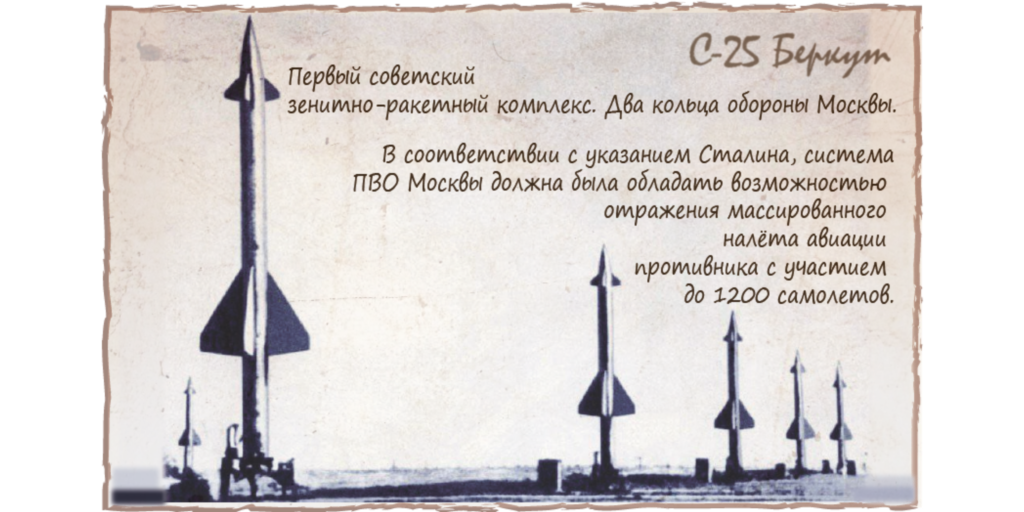 С-25 Беркут
Первый советский
зенитно-ракетный комплекс. Два кольца обороны Москвы.
В соответствии с указанием Сталина, система
ПВО Москвы должна была обладать возможностью
отражения массированного
налёта авиации
противника с участием
до 1200 самолетов.